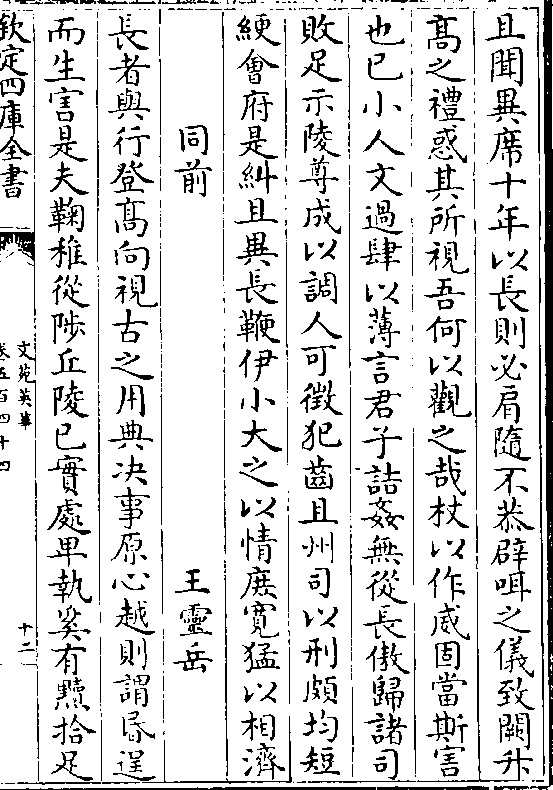 且聞異席十年以長則必肩隨不恭辟咡之儀致闕升
髙之禮惑其所視吾何以觀之哉杖以作威固當斯害
也已小人文過肆以薄言君子詰姦無從長傲歸諸司
敗足示陵尊成以調人可徵犯齒且州司以刑頗均短
綆會府是糾且異長鞭伊小大之以情庶寛猛以相濟
同前　王靈岳
長者與行登髙向視古之用典决事原心越則謂昬逞
而生害是夫鞠稚從陟丘陵已實處卑執奚有黷拾足
欽定四庫全書
文苑英華
卷五百四十四
十二